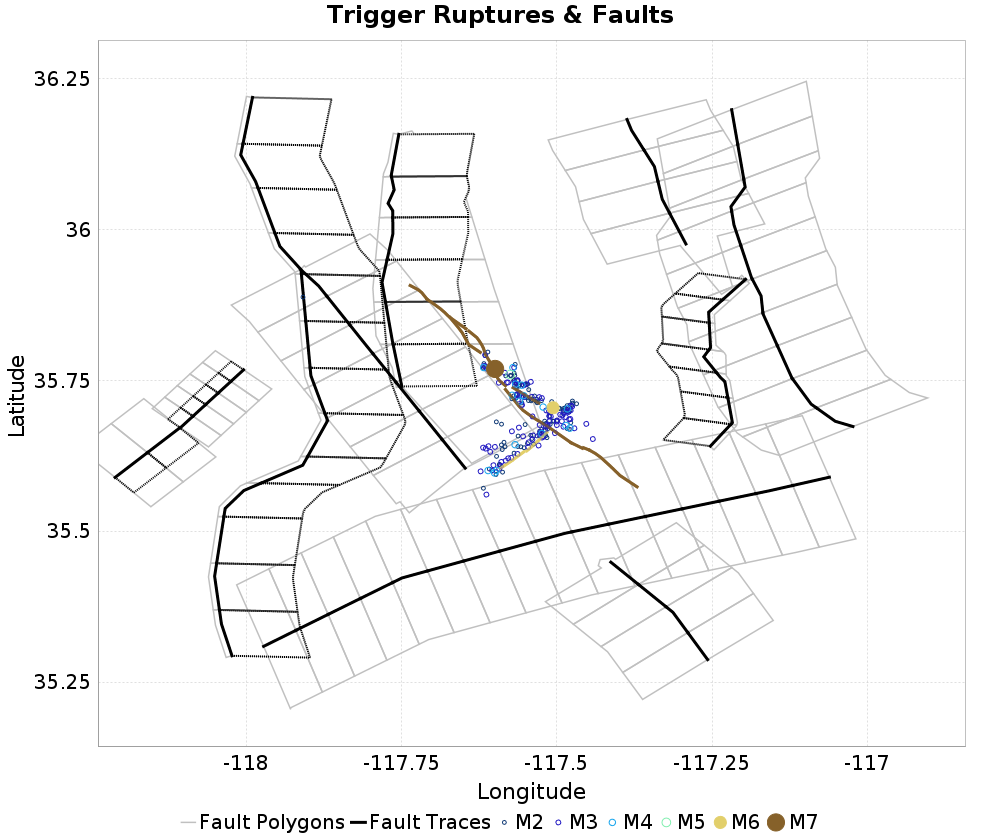 Trigger Ruptures & Faults
36.25
36
35.75
35.5
35.25
Latitude
-118
-117.75
-117.5
-117.25
-117
Longitude
Fault Polygons Fault Traces M2 M3 M4 M5 M6 M7